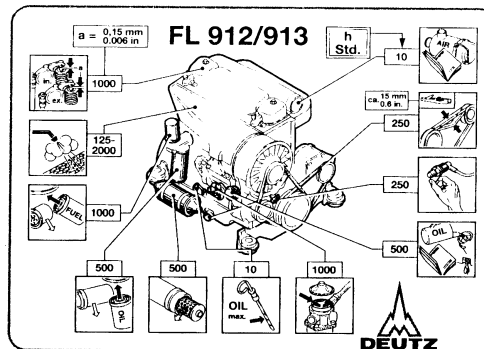 a = 0,15 mm
0.006 in
FL 912/913
h
Std.
in.
a
ex.
1000
10
AIR
ca. 15 mm
0.6 in.
125-
2000
250
FUEL
1000
250
500
OIL
500
500
10
1000
OIL
OIL
max.
DEUTZ